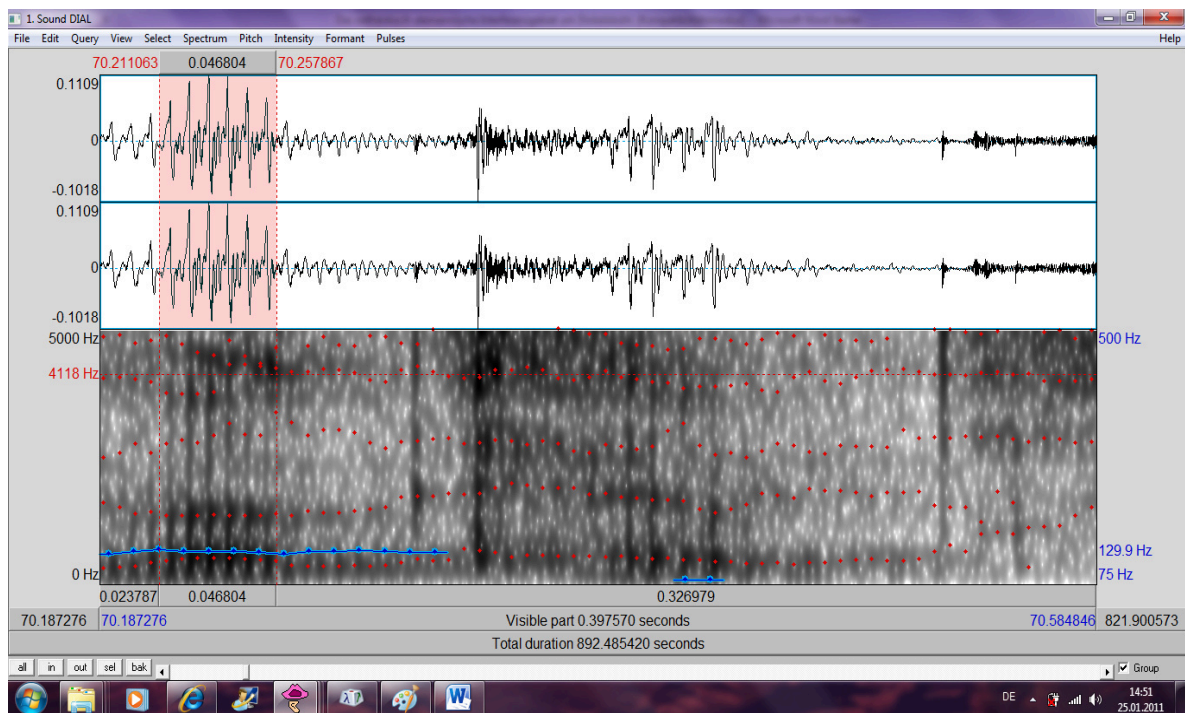 1. Sound DIAL
File Edit Query View Select Spectrum Pitch Intensity Formant Pulses Help
70.211063 0.046804 70.257867
0.1109
0
-0.1018
0.1109
0
-0.1018
5000 Hz 500 Hz
4118 Hz
129.9 Hz
0 Hz 75 Hz
0.023787 0.046804 0.326979
70.187276 70.187276 Visible part 0.397570 seconds 70.584846 821.900573
Total duration 892.485420 seconds
all in out sel bak Group
DE 14:51
25.01.2011